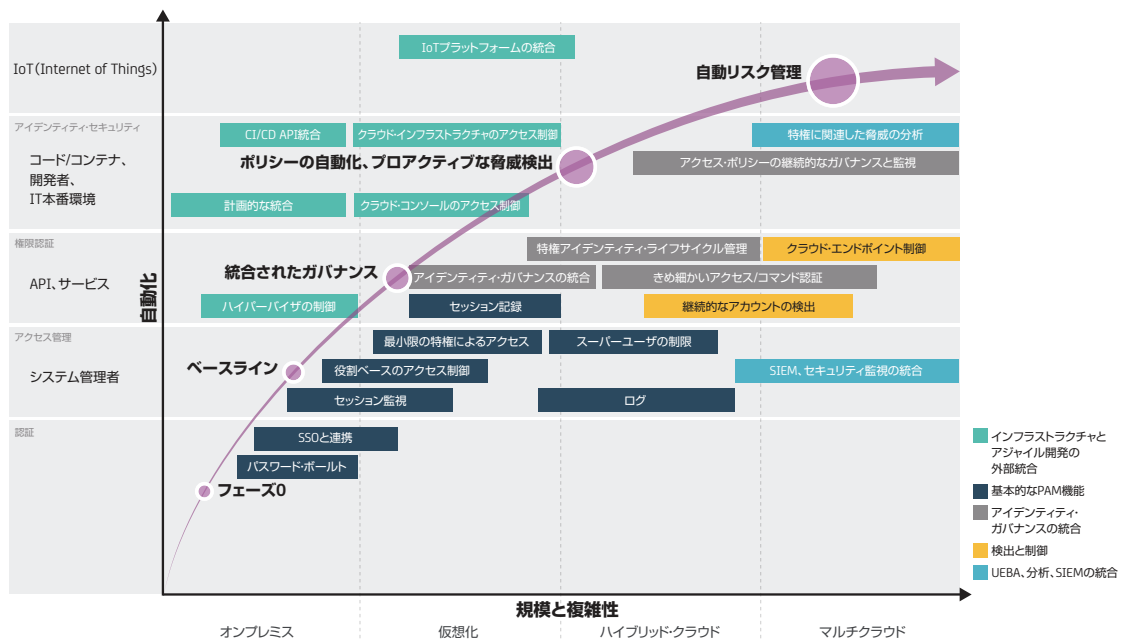 IoTプラットフォームの統合
IoT(Internet of Things)
自動リスク管理
アイデンティティ・セキュリティ
コード/コンテナ、
開発者、
IT本番環境
CI/CD API統合
クラウド・インフラストラクチャのアクセス制御
特権に関連した脅威の分析
ポリシーの自動化、プロアクティブな脅威検出
アクセス・ポリシーの継続的なガバナンスと監視
計画的な統合
クラウド・コンソールのアクセス制御
権限認証
API、サービス
特権アイデンティティ・ライフサイクル管理
クラウド・エンドポイント制御
統合されたガバナンス
アイデンティティ・ガバナンスの統合
きめ細かいアクセス/コマンド認証
ハイパーバイザの制御
セッション記録
継続的なアカウントの検出
自動化
アクセス管理
システム管理者
最小限の特権によるアクセス
スーパーユーザの制限
ベースライン
役割ベースのアクセス制御
SIEM、セキュリティ監視の統合
セッション監視
ログ
認証
SSOと連携
パスワード・ボールト
フェーズ0
インフラストラクチャと
アジャイル開発の
外部統合
基本的なPAM機能
アイデンティティ・
ガバナンスの統合
検出と制御
UEBA、分析、SIEMの統合
規模と複雑性
オンプレミス
仮想化
ハイブリッド・クラウド
マルチクラウド